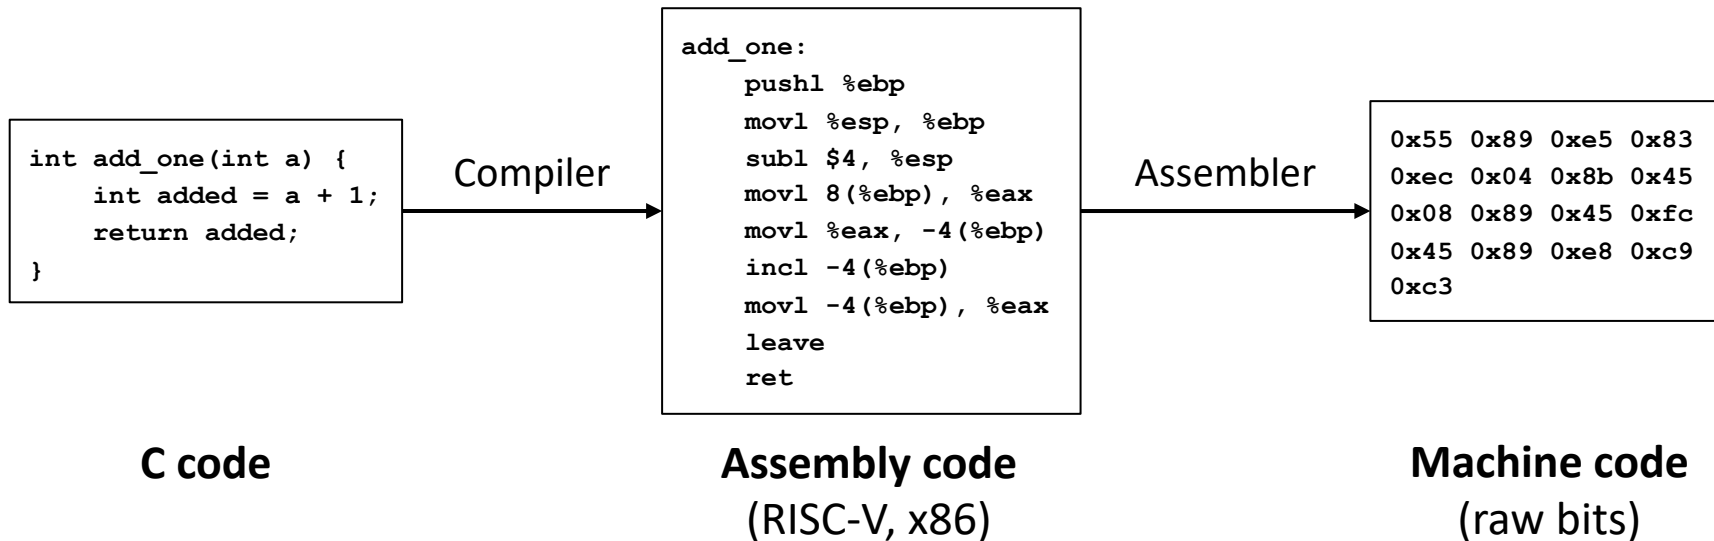 int add_one(int a) {
    int added = a + 1;
    return added;
}
Compiler
add_one:
    pushl %ebp
    movl %esp, %ebp
    subl $4, %esp
    movl 8(%ebp), %eax
    movl %eax, -4(%ebp)
    incl -4(%ebp)
    movl -4(%ebp), %eax
    leave
    ret
Assembler
0x55 0x89 0xe5 0x83
0xec 0x04 0x8b 0x45
0x08 0x89 0x45 0xfc
0x45 0x89 0xe8 0xc9
0xc3
C code
Assembly code
(RISC-V, x86)
Machine code
(raw bits)